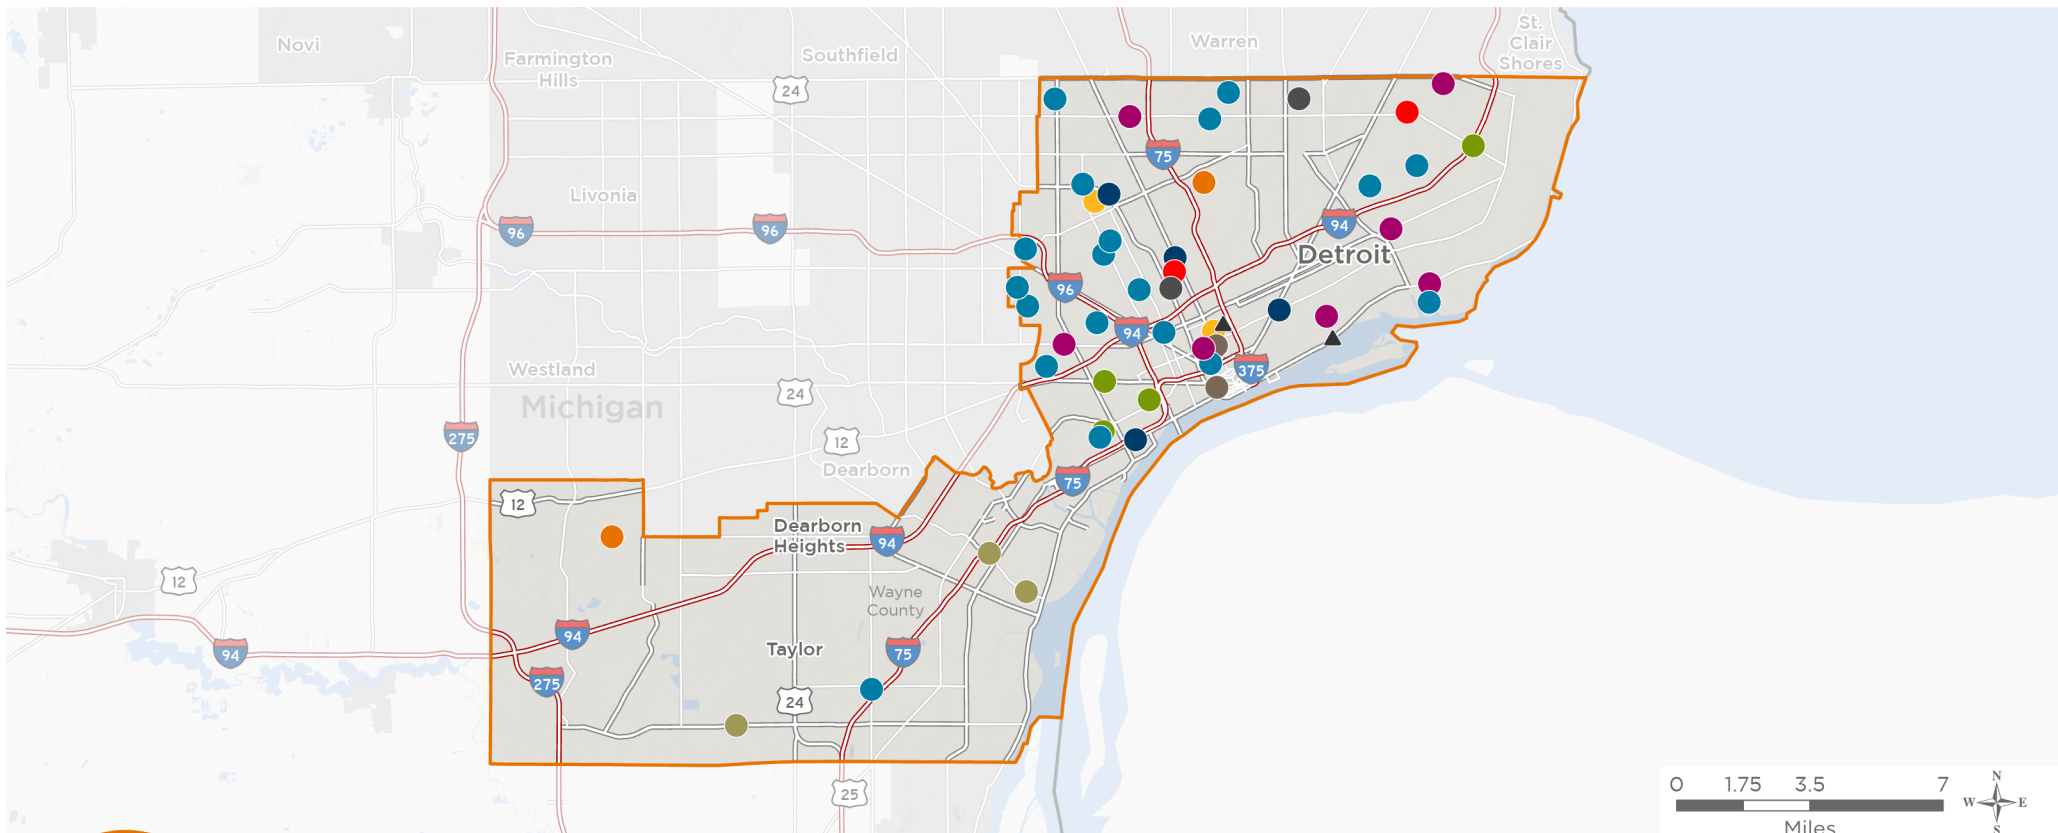 Novi
Farmington
Hills
Southfield
Warren
St.
Clair
Shores
24
75
Livonia
96
96
94
Detroit
96
94
Westland
24
375
Michigan
275
12
Dearborn
75
12
Dearborn
Heights
94
12
Wayne
County
94
94
Taylor
75
275
24
25
0 1.75 3.5 7
Miles
N
W E
S